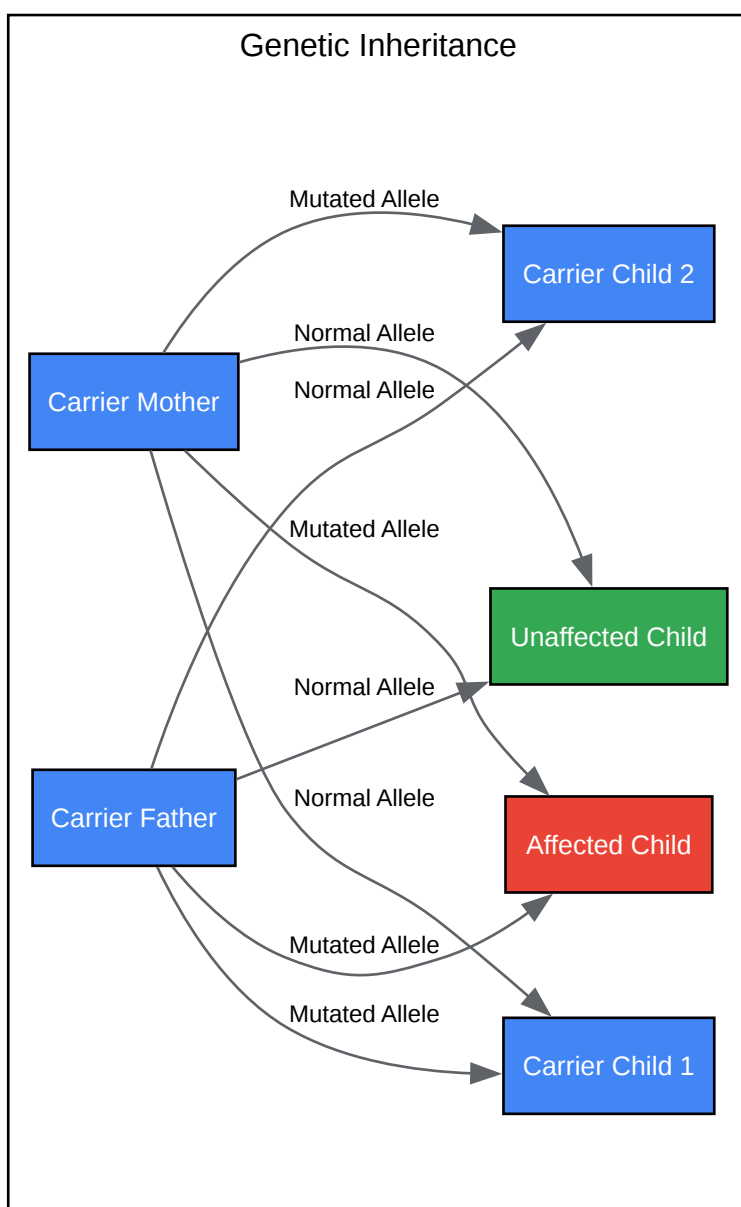 Genetic Inheritance
Mutated Allele
Carrier Child 2
Normal Allele
Normal Allele
Carrier Mother
Mutated Allele
Unaffected Child
Normal Allele
Normal Allele
Carrier Father
Affected Child
Mutated Allele
Mutated Allele
Carrier Child 1